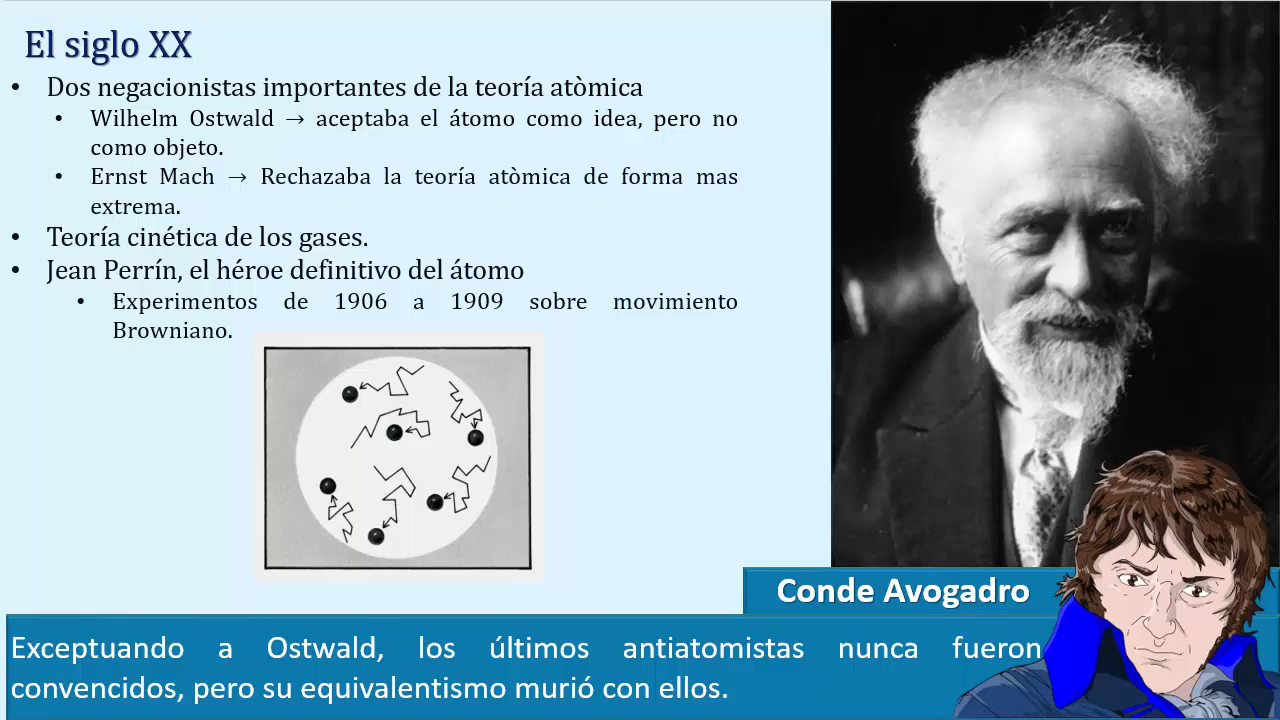 El siglo XX
• Dos negacionistas importantes de la teoría atòmica
• Wilhelm Ostwald → aceptaba el átomo como idea, pero no
como objeto.
• Ernst Mach → Rechazaba la teoría atòmica de forma mas
extrema.
• Teoría cinética de los gases.
• Jean Perrín, el héroe definitivo del átomo
• Experimentos de 1906 a 1909 sobre movimiento
Browniano.
Conde Avogadro
Exceptuando a Ostwald, los últimos antiatomistas nunca fueron
convencidos, pero su equivalentismo murió con ellos.